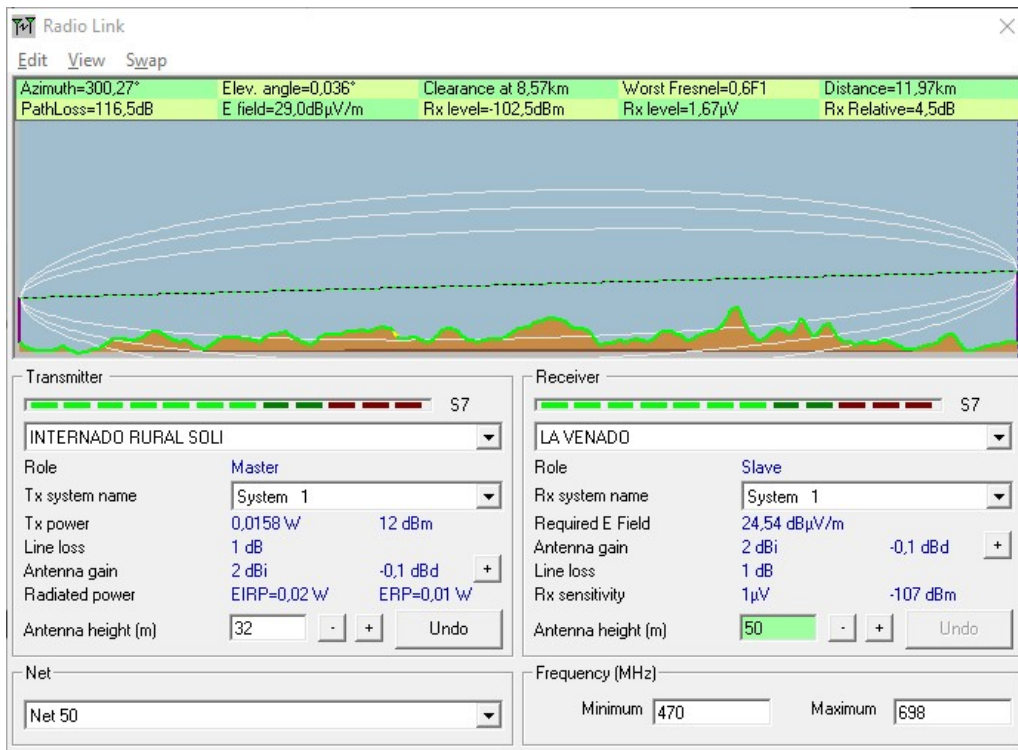 Radio Link
Edit View Swap
Azimuth=300,27° Elev. angle=0,036° Clearance at 8,57km Worst Fresnel=0,6F1 Distance=11,97km
PathLoss=116,5dB E field=29,0dBµV/m Rx level=-102,5dBm Rx level=1,67µV Rx Relative=4,5dB
Transmitter
S7
INTERNADO RURAL SOLI
Role Master
Tx system name System 1
Tx power 0,0158 W 12 dBm
Line loss 1 dB
Antenna gain 2 dBi -0,1 dBd +
Radiated power EIRP=0,02 W ERP=0,01 W
Antenna height (m) 32 - + Undo
Receiver
S7
LA VENADO
Role Slave
Rx system name System 1
Required E Field 24,54 dBµV/m
Antenna gain 2 dBi -0,1 dBd +
Line loss 1 dB
Rx sensitivity 1µV -107 dBm
Antenna height (m) 50 - + Undo
Net
Net 50
Frequency (MHz)
Minimum 470 Maximum 698